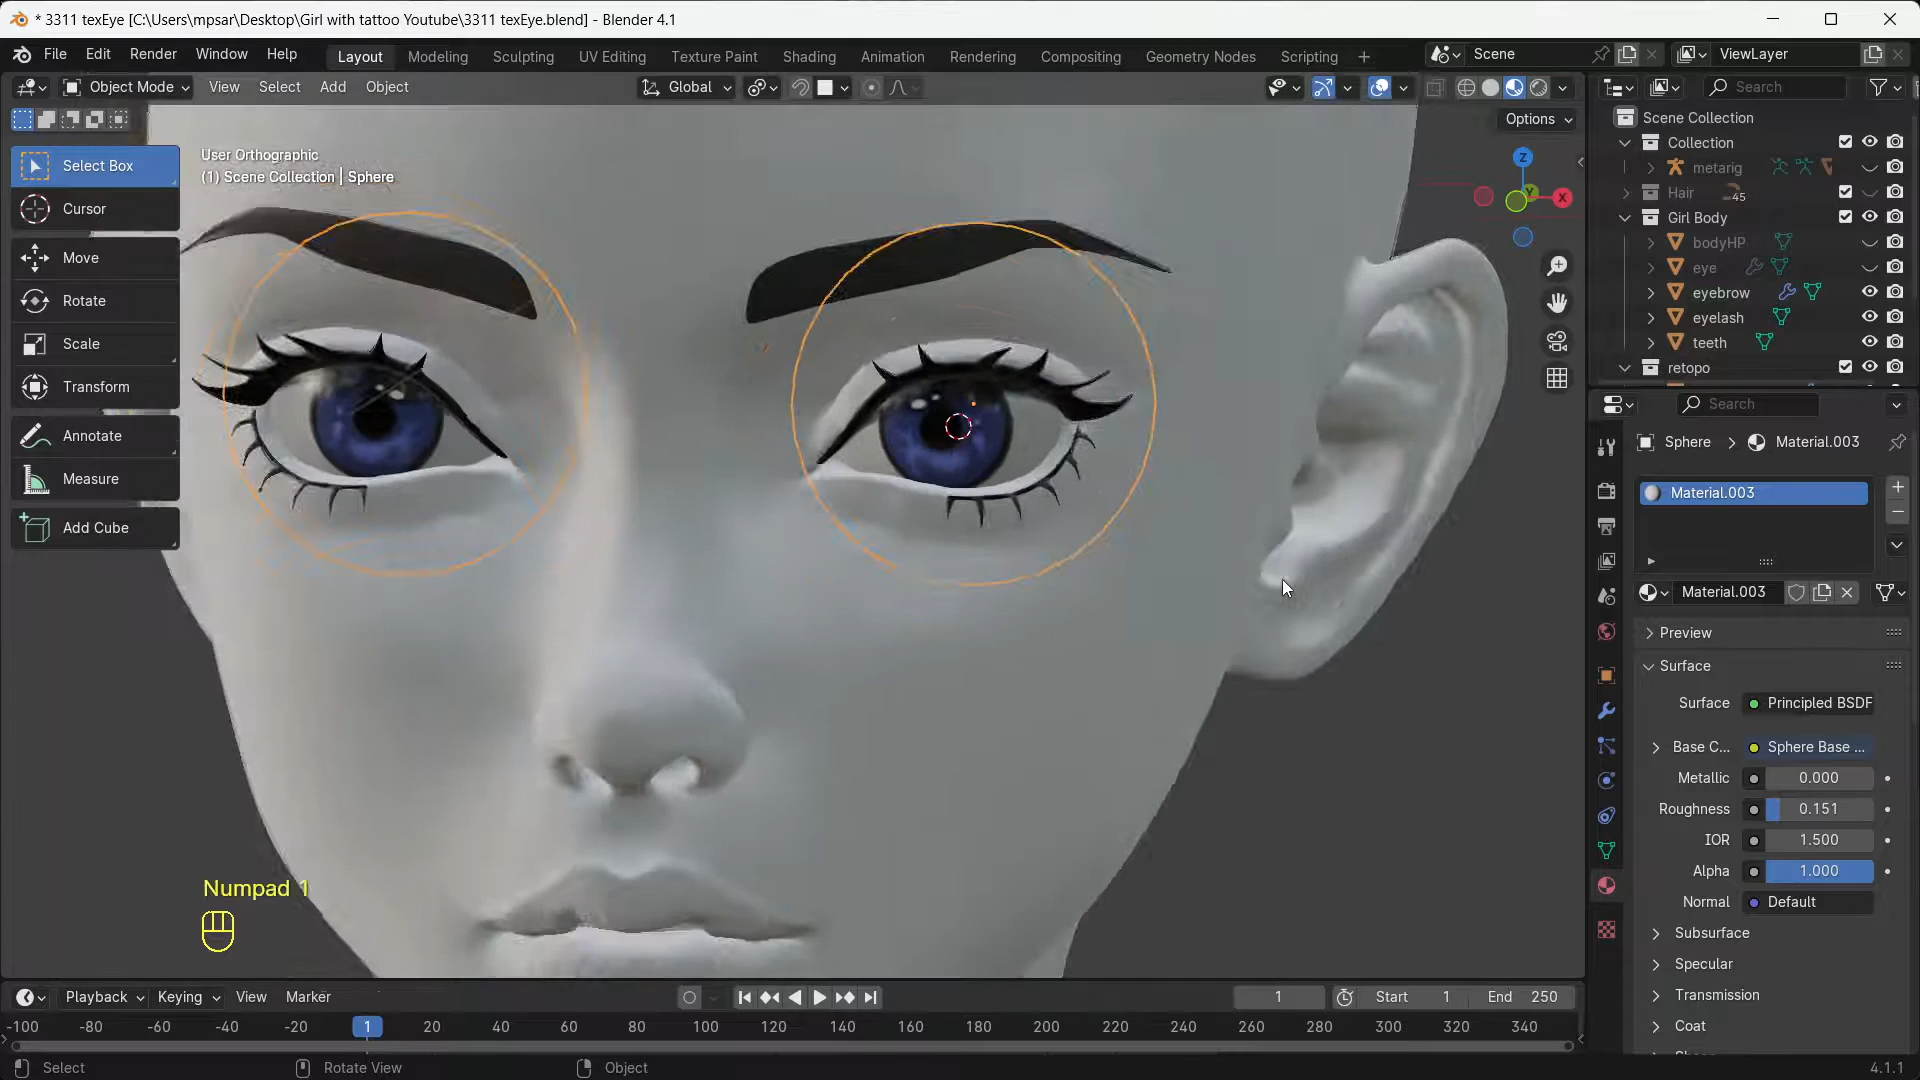 * 3311 texEye [C:\Users\mpsar\Desktop\Girl with tattoo Youtube\3311 texEye.blend] - Blender 4.1
File Edit Render Window Help Layout Modeling Sculpting UV Editing Texture Paint Shading Animation Rendering Compositing Geometry Nodes Scripting + Scene ViewLayer
Object Mode View Select Add Object Global Search
Options
Scene Collection
User Orthographic
(1) Scene Collection | Sphere
Select Box
Cursor
Move
Rotate
Scale
Transform
Annotate
Measure
Add Cube
Z
Y
X
Collection
metarig
Hair 45
Girl Body
bodyHP
eye
eyebrow
eyelash
teeth
retopo
Search
Sphere > Material.003
Material.003
Material.003
Preview
Surface
Surface Principled BSDF
Base C... Sphere Base ...
Metallic 0.000
Roughness 0.151
IOR 1.500
Alpha 1.000
Normal Default
Subsurface
Specular
Transmission
Coat
Numpad 1
Playback Keying View Marker 1 Start 1 End 250
-100 -80 -60 -40 -20 1 20 40 60 80 100 120 140 160 180 200 220 240 260 280 300 320 340
Select Rotate View Object 4.1.1